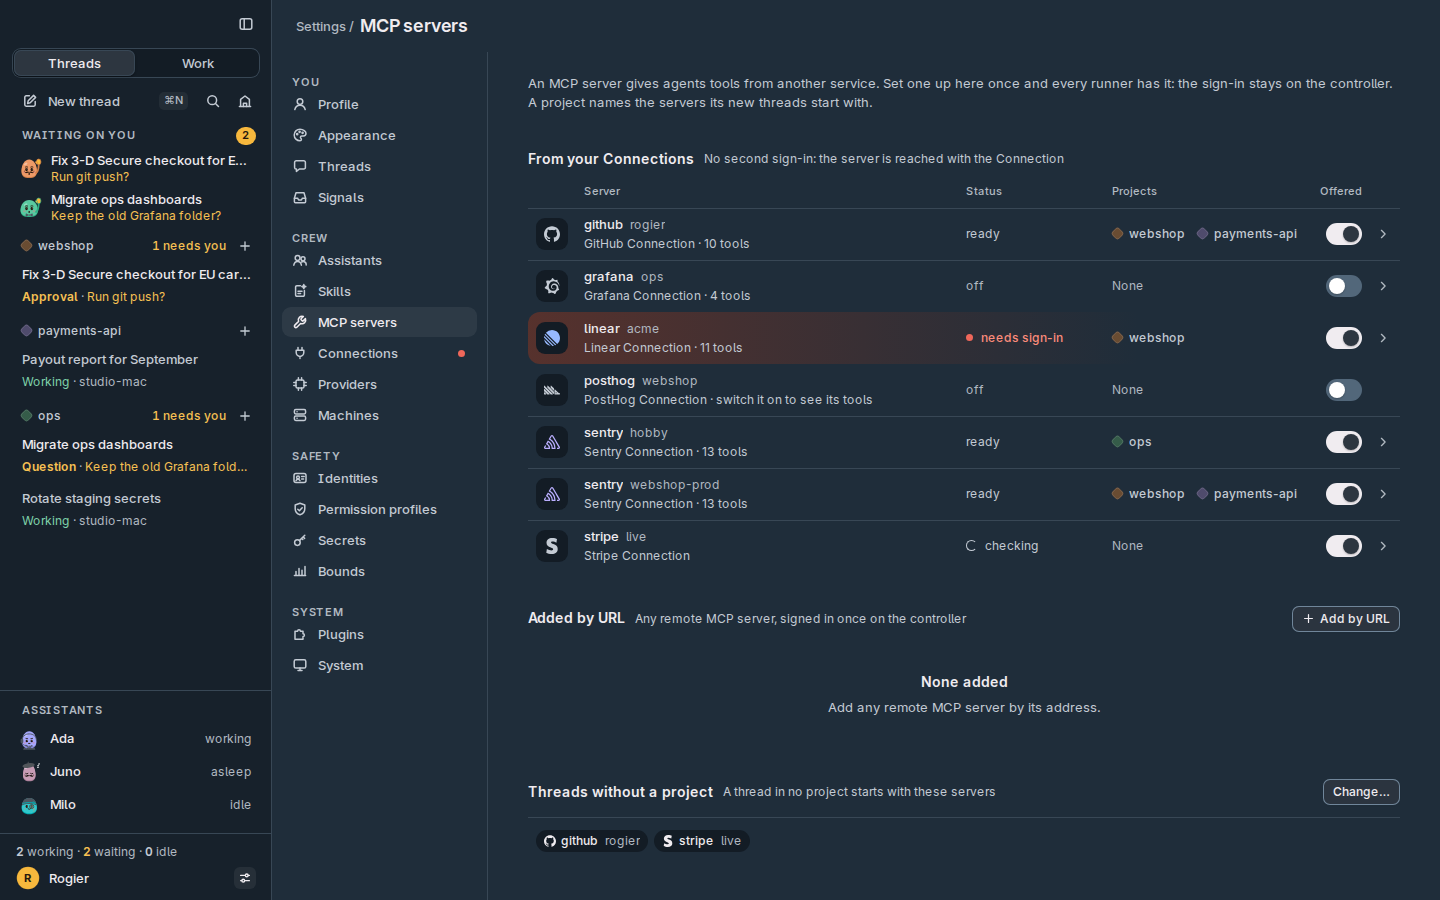 Threads
Work
New thread
⌘N
WAITING ON YOU
2
Fix 3-D Secure checkout for E...
Run git push?
Migrate ops dashboards
Keep the old Grafana folder?
webshop
1 needs you
Fix 3-D Secure checkout for EU car...
Approval · Run git push?
payments-api
Payout report for September
Working · studio-mac
ops
1 needs you
Migrate ops dashboards
Question · Keep the old Grafana fold...
Rotate staging secrets
Working · studio-mac
ASSISTANTS
Ada
working
Juno
asleep
Milo
idle
2 working · 2 waiting · 0 idle
R
Rogier
Settings / MCP servers
YOU
Profile
Appearance
Threads
Signals
CREW
Assistants
Skills
MCP servers
Connections
Providers
Machines
SAFETY
Identities
Permission profiles
Secrets
Bounds
SYSTEM
Plugins
System
An MCP server gives agents tools from another service. Set one up here once and every runner has it: the sign-in stays on the controller.
A project names the servers its new threads start with.
From your Connections No second sign-in: the server is reached with the Connection
Server Status Projects Offered
github rogier
GitHub Connection · 10 tools
ready
webshop payments-api
grafana ops
Grafana Connection · 4 tools
off
None
linear acme
Linear Connection · 11 tools
needs sign-in
webshop
posthog webshop
PostHog Connection · switch it on to see its tools
off
None
sentry hobby
Sentry Connection · 13 tools
ready
ops
sentry webshop-prod
Sentry Connection · 13 tools
ready
webshop payments-api
stripe live
Stripe Connection
checking
None
Added by URL Any remote MCP server, signed in once on the controller
Add by URL
None added
Add any remote MCP server by its address.
Threads without a project A thread in no project starts with these servers
Change...
github rogier
stripe live